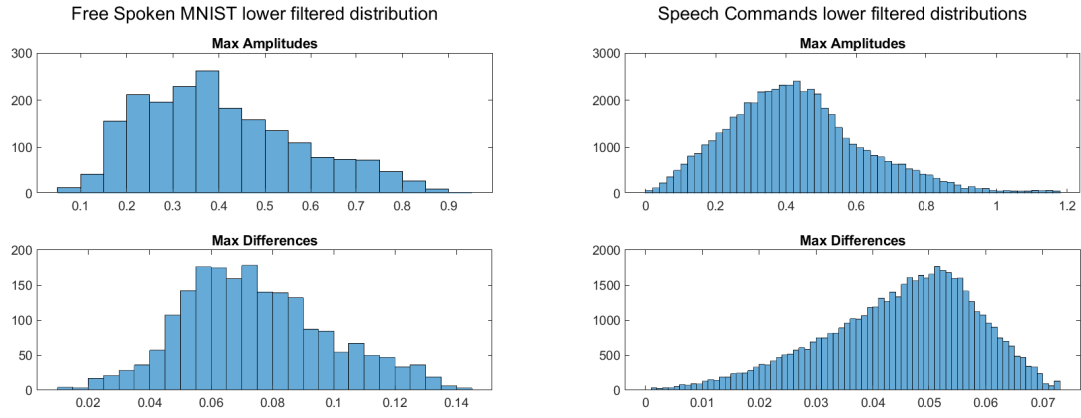 Free Spoken MNIST lower filtered distribution
Max Amplitudes
300
200
100
0
0.1 0.2 0.3 0.4 0.5 0.6 0.7 0.8 0.9
Max Differences
200
150
100
50
0
0.02 0.04 0.06 0.08 0.1 0.12 0.14
Speech Commands lower filtered distributions
Max Amplitudes
3000
2000
1000
0
0 0.2 0.4 0.6 0.8 1 1.2
Max Differences
2000
1500
1000
500
0
0 0.01 0.02 0.03 0.04 0.05 0.06 0.07